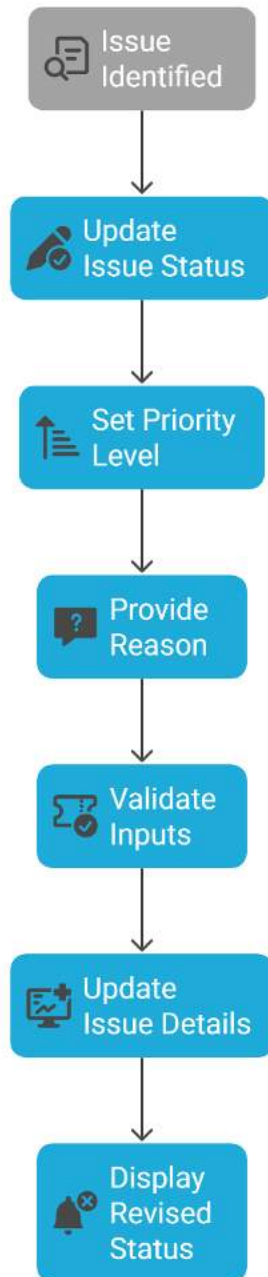 Issue
Identified
Update
Issue Status
Set Priority
Level
?
Provide
Reason
Validate
Inputs
Update
Issue Details
Display
Revised
Status